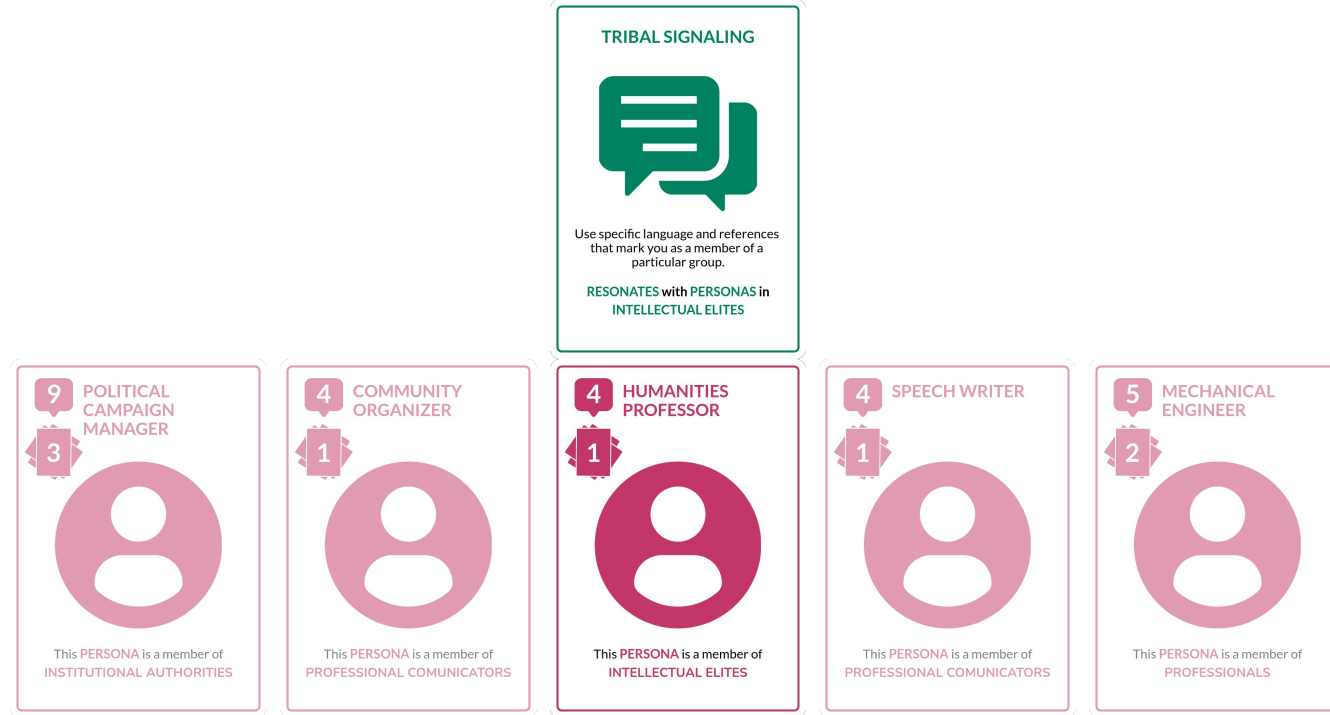 TRIBAL SIGNALING
Use specific language and references
that mark you as a member of a
particular group.
RESONATES with PERSONAS in
INTELLECTUAL ELITES
9
POLITICAL
CAMPAIGN
MANAGER
3
This PERSONA is a member of
INSTITUTIONAL AUTHORITIES
4
COMMUNITY
ORGANIZER
1
This PERSONA is a member of
PROFESSIONAL COMUNICATORS
4
HUMANITIES
PROFESSOR
1
This PERSONA is a member of
INTELLECTUAL ELITES
4
SPEECH WRITER
1
This PERSONA is a member of
PROFESSIONAL COMUNICATORS
5
MECHANICAL
ENGINEER
2
This PERSONA is a member of
PROFESSIONALS